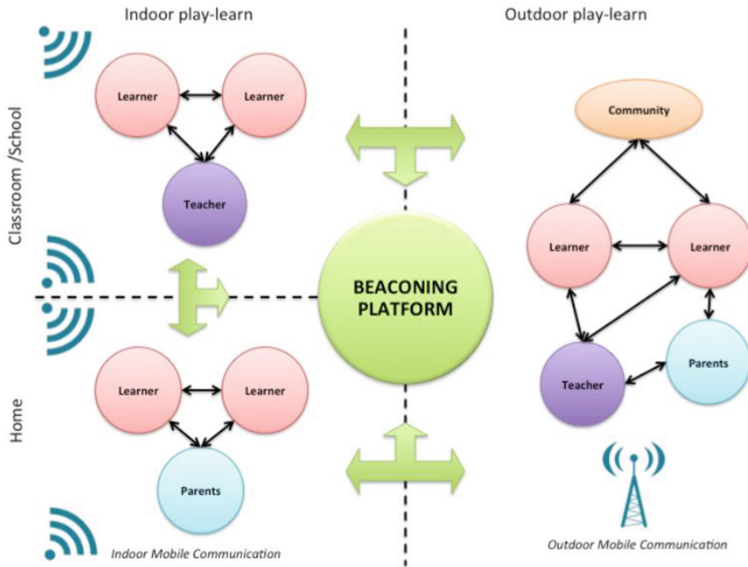 Indoor play-learn
Outdoor play-learn
Classroom /School
Learner
Learner
Teacher
Community
Learner
Learner
BEACONING
PLATFORM
Teacher
Parents
Home
Learner
Learner
Parents
Indoor Mobile Communication
Outdoor Mobile Communication